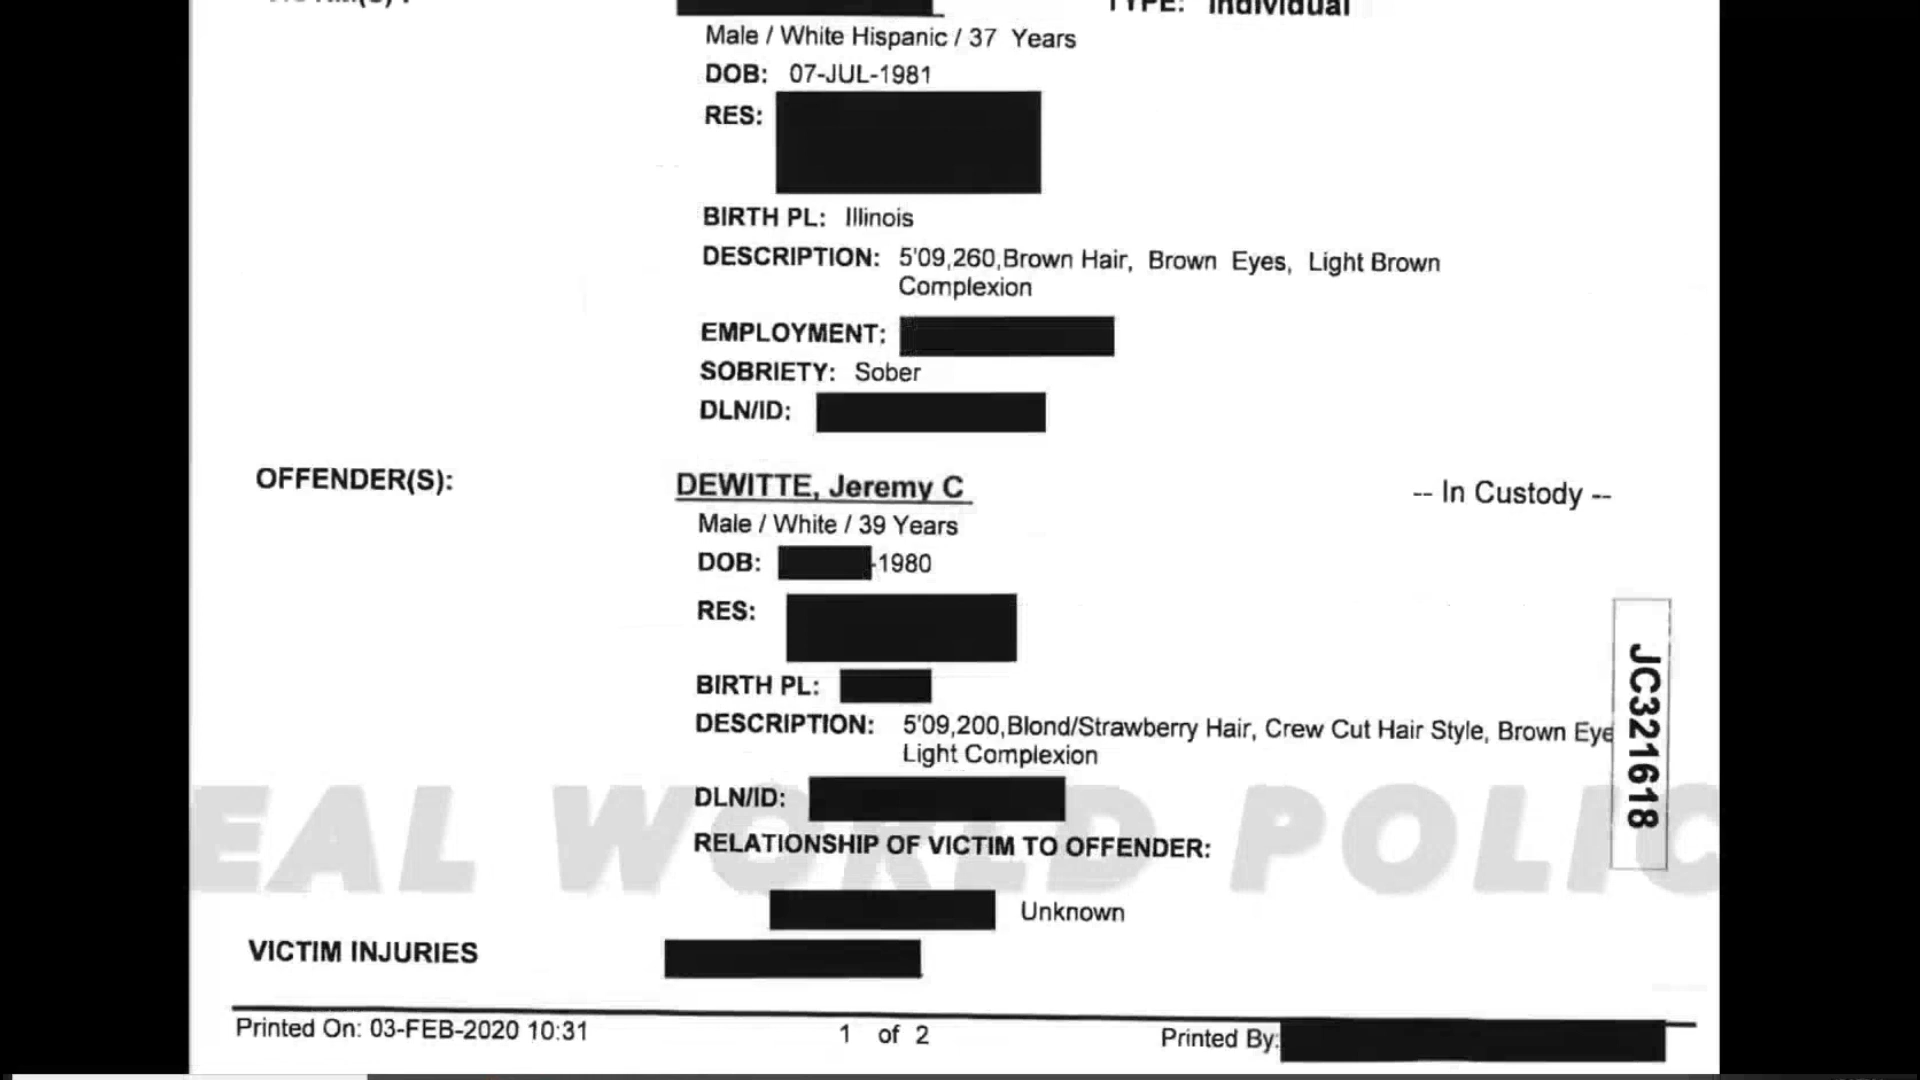 TYPE: Individual
Male / White Hispanic / 37 Years
DOB: 07-JUL-1981
RES:
BIRTH PL: Illinois
DESCRIPTION: 5'09,260,Brown Hair, Brown Eyes, Light Brown
Complexion
EMPLOYMENT:
SOBRIETY: Sober
DLN/ID:
OFFENDER(S): DEWITTE, Jeremy C -- In Custody --
Male / White / 39 Years
DOB: -1980
RES:
BIRTH PL:
DESCRIPTION: 5'09,200,Blond/Strawberry Hair, Crew Cut Hair Style, Brown Eye
Light Complexion
JC321618
DLN/ID:
EAL WORLD POLIC
RELATIONSHIP OF VICTIM TO OFFENDER:
Unknown
VICTIM INJURIES
Printed On: 03-FEB-2020 10:31 1 of 2 Printed By: